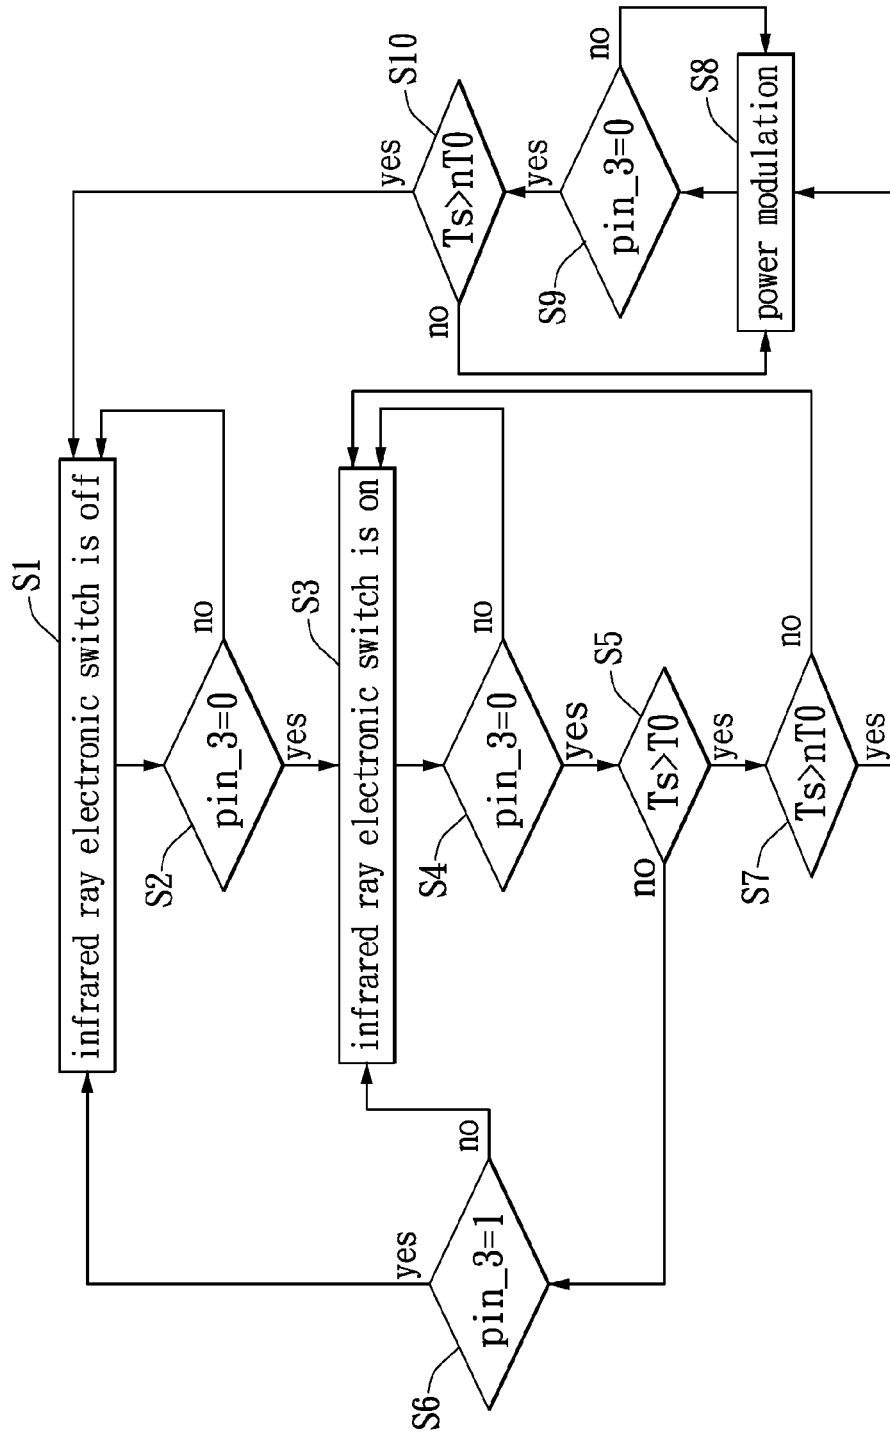 S1
infrared ray electronic switch is off
S2
pin_3=0
no
yes
S3
infrared ray electronic switch is on
S4
pin_3=0
no
yes
S5
Ts>T0
no
yes
S6
pin_3=1
yes
no
S7
Ts>nT0
no
yes
S8
power modulation
S9
pin_3=0
no
yes
S10
Ts>nT0
yes
no